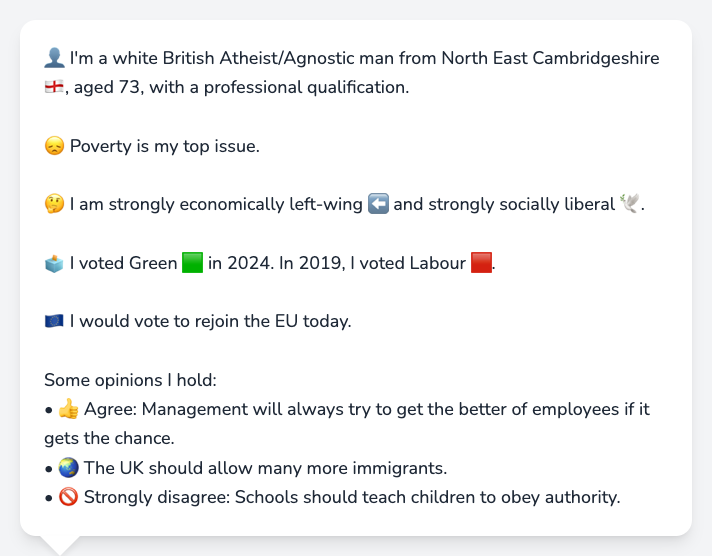 👤 I'm a white British Atheist/Agnostic man from North East Cambridgeshire
🏴󠁧󠁢󠁥󠁮󠁧󠁿, aged 73, with a professional qualification.
😞 Poverty is my top issue.
🤔 I am strongly economically left-wing ⬅️ and strongly socially liberal 🕊️.
🗳️ I voted Green 🟩 in 2024. In 2019, I voted Labour 🟥.
🇪🇺 I would vote to rejoin the EU today.
Some opinions I hold:
• 👍 Agree: Management will always try to get the better of employees if it
gets the chance.
• 🌏 The UK should allow many more immigrants.
• 🚫 Strongly disagree: Schools should teach children to obey authority.